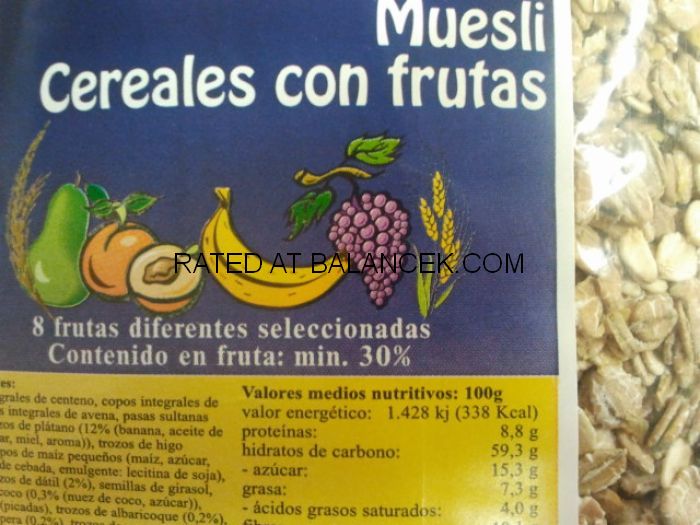 Muesli
Cereales con frutas
RATED AT BALANCEK.COM
8 frutas diferentes seleccionadas
Contenido en fruta: min. 30%
es:
grales de centeno, copos integrales de
s integrales de avena, pasas sultanas
zos de plátano (12% (banana, aceite de
ar, miel, aroma)), trozos de higo
pos de maíz pequeños (maíz, azúcar,
de cebada, emulgente: lecitina de soja),
zos de dátil (2%), semillas de girasol,
coco (0,3% (nuez de coco, azúcar)),
(picadas), trozos de albaricoque (0,2%),
pera (0,2%), trozos de
Valores medios nutritivos: 100g
valor energético: 1.428 kj (338 Kcal)
proteínas: 8,8 g
hidratos de carbono: 59,3 g
- azúcar: 15,3 g
grasa: 7,3 g
- ácidos grasos saturados: 4,0 g